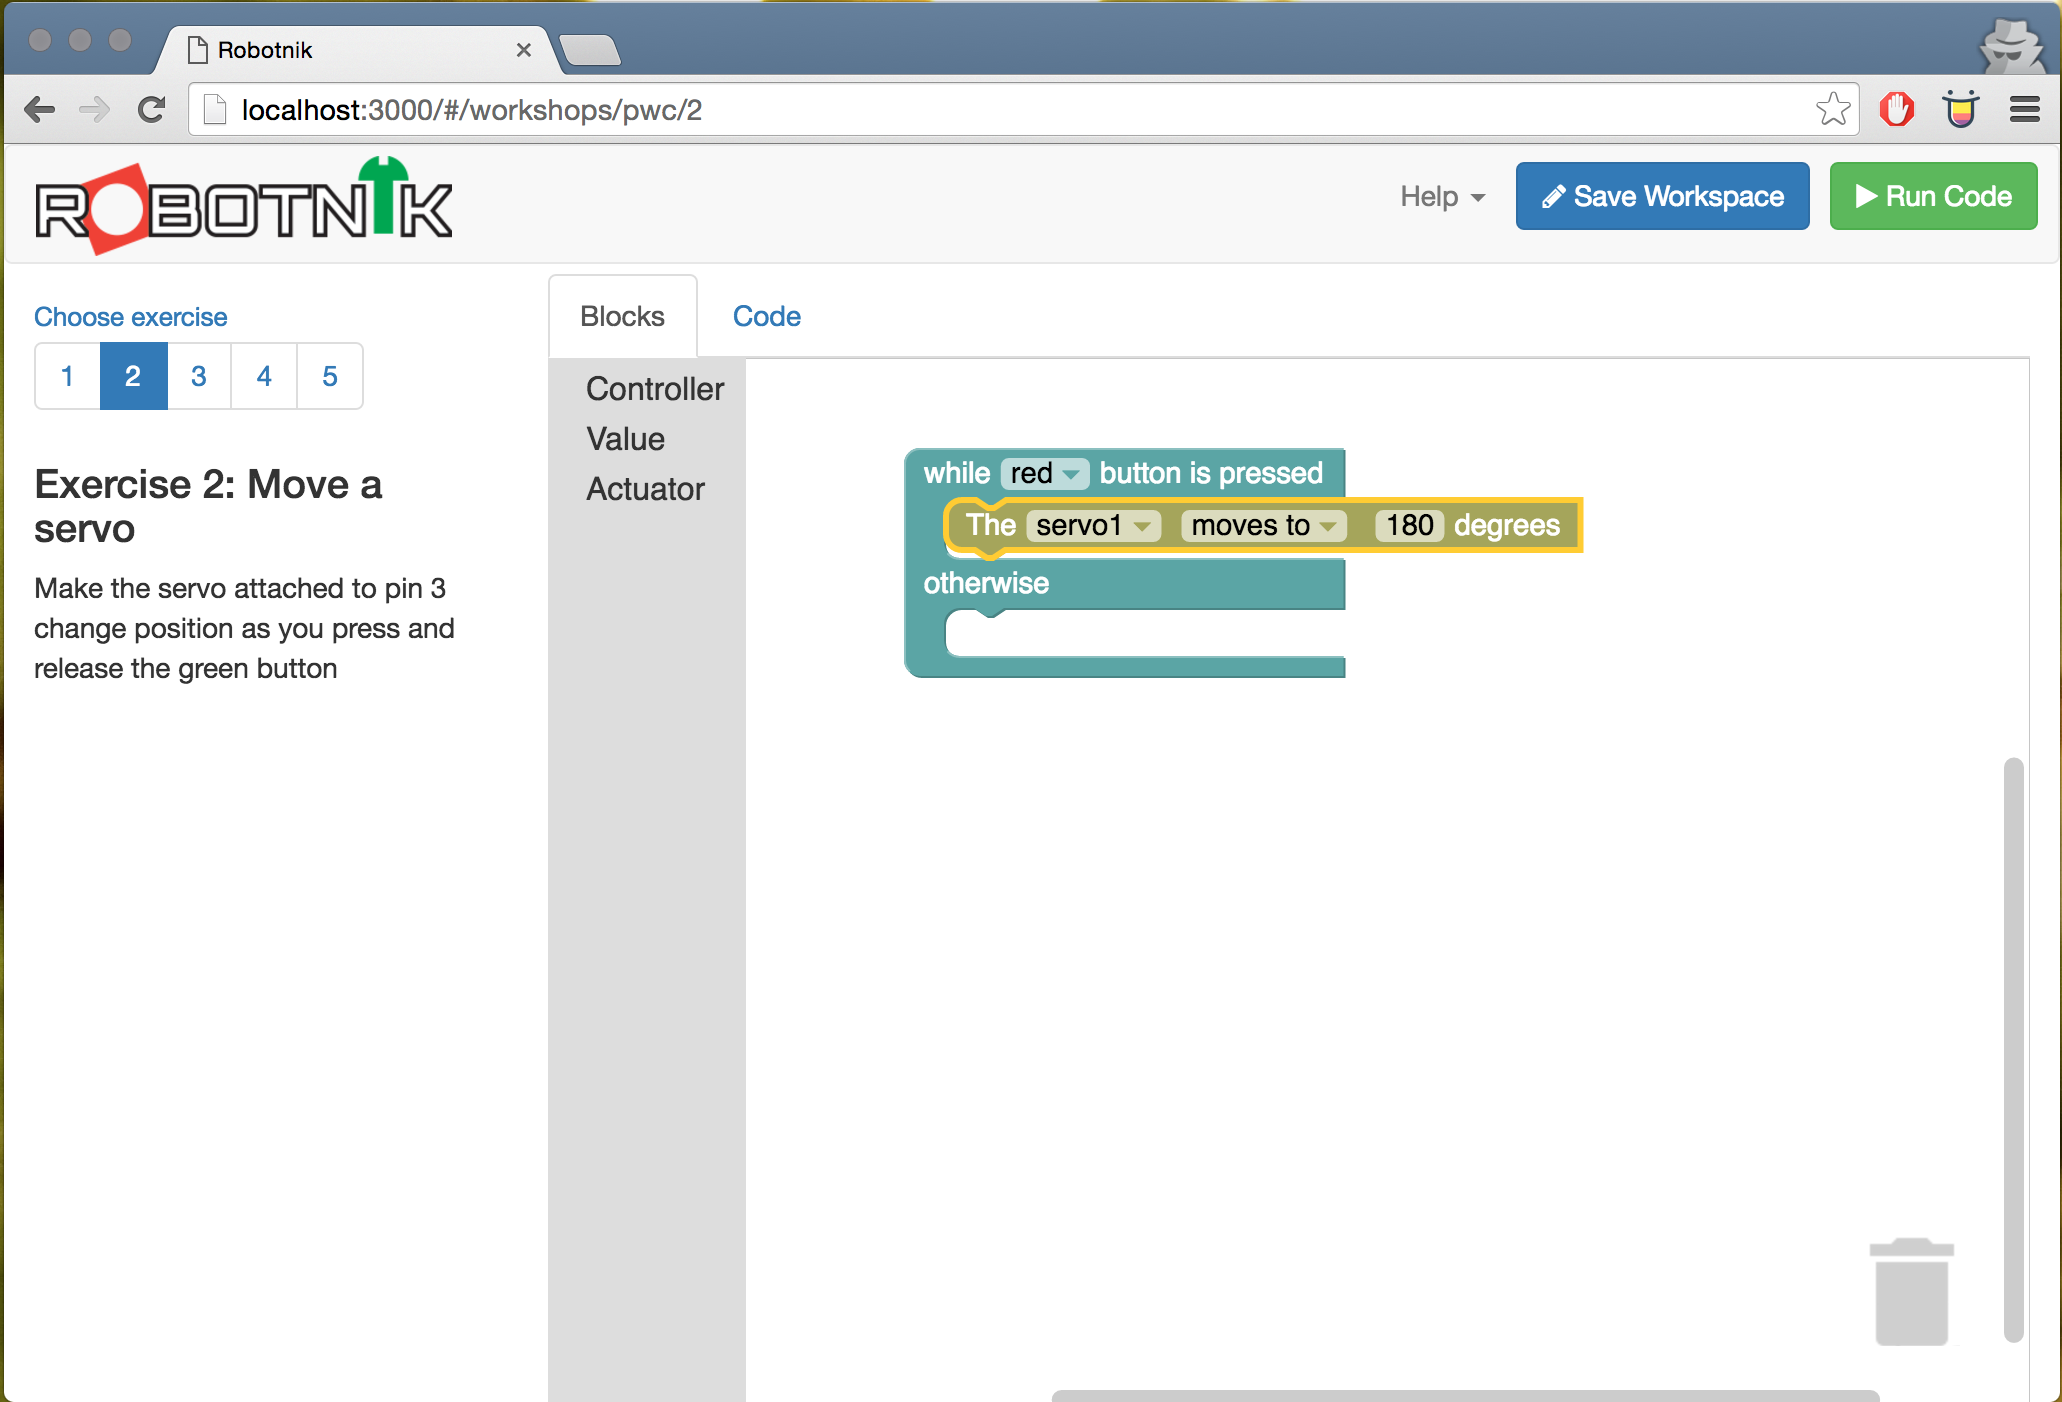 Robotnik
localhost:3000/#/workshops/pwc/2
ROBOTNIK
Help
Save Workspace
Run Code
Choose exercise
1 2 3 4 5
Exercise 2: Move a
servo
Make the servo attached to pin 3
change position as you press and
release the green button
Blocks
Code
Controller
Value
Actuator
while red button is pressed
The servo1 moves to 180 degrees
otherwise